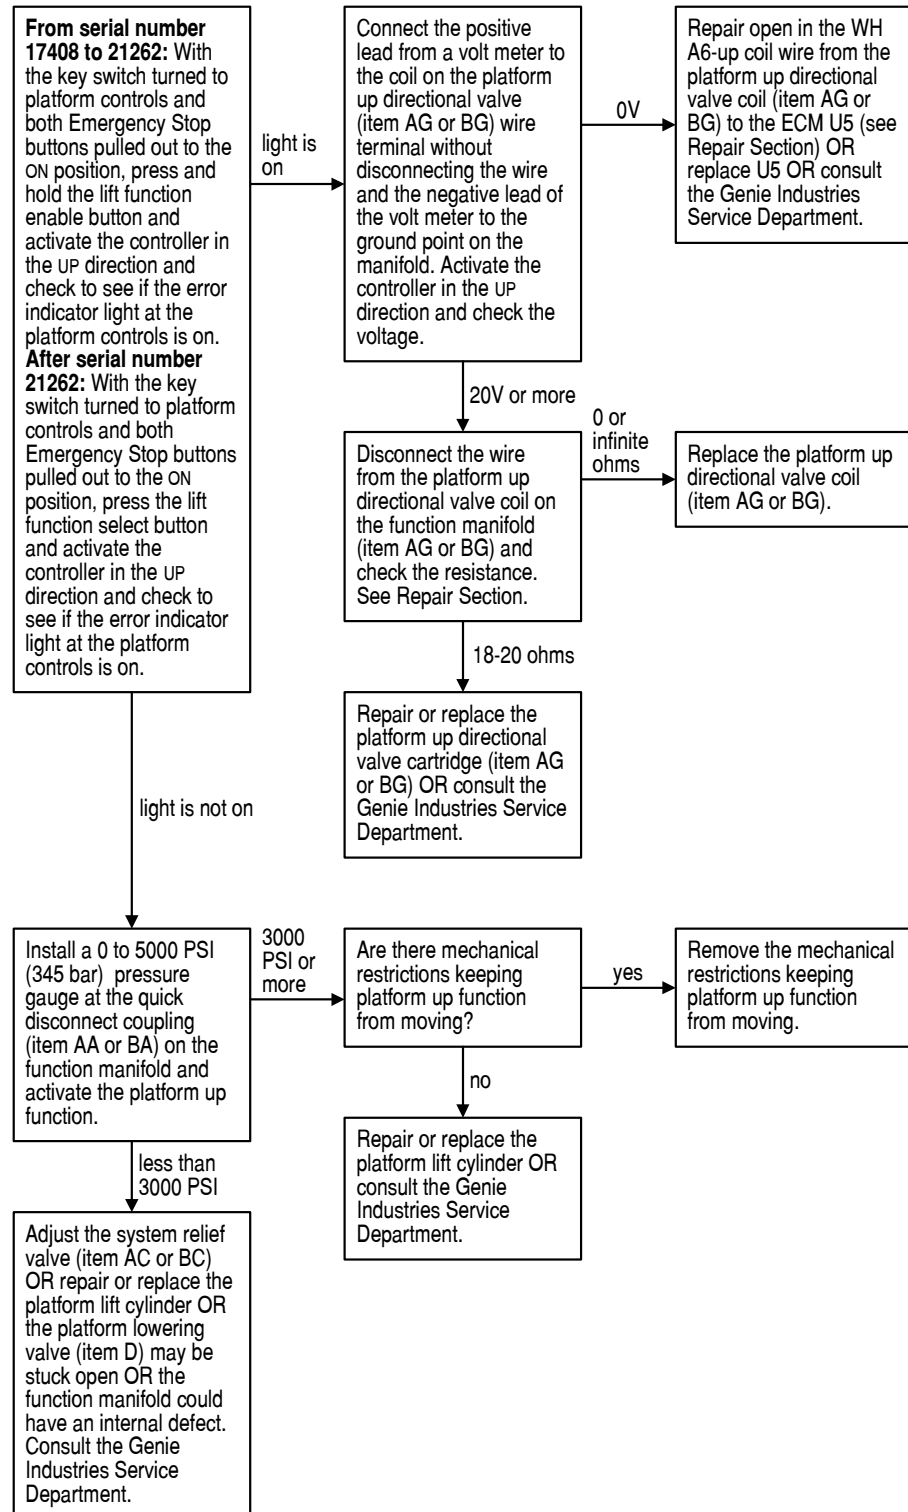 From serial number
17408 to 21262: With
the key switch turned to
platform controls and
both Emergency Stop
buttons pulled out to the
ON position, press and
hold the lift function
enable button and
activate the controller in
the UP direction and
check to see if the error
indicator light at the
platform controls is on.
After serial number
21262: With the key
switch turned to platform
controls and both
Emergency Stop buttons
pulled out to the ON
position, press the lift
function select button
and activate the
controller in the UP
direction and check to
see if the error indicator
light at the platform
controls is on.
light is
on
Connect the positive
lead from a volt meter to
the coil on the platform
up directional valve
(item AG or BG) wire
terminal without
disconnecting the wire
and the negative lead of
the volt meter to the
ground point on the
manifold. Activate the
controller in the UP
direction and check the
voltage.
0V
Repair open in the WH
A6-up coil wire from the
platform up directional
valve coil (item AG or
BG) to the ECM U5 (see
Repair Section) OR
replace U5 OR consult
the Genie Industries
Service Department.
20V or more
Disconnect the wire
from the platform up
directional valve coil on
the function manifold
(item AG or BG) and
check the resistance.
See Repair Section.
0 or
infinite
ohms
Replace the platform up
directional valve coil
(item AG or BG).
18-20 ohms
Repair or replace the
platform up directional
valve cartridge (item AG
or BG) OR consult the
Genie Industries Service
Department.
light is not on
Install a 0 to 5000 PSI
(345 bar) pressure
gauge at the quick
disconnect coupling
(item AA or BA) on the
function manifold and
activate the platform up
function.
3000
PSI or
more
Are there mechanical
restrictions keeping
platform up function
from moving?
yes
Remove the mechanical
restrictions keeping
platform up function
from moving.
no
Repair or replace the
platform lift cylinder OR
consult the Genie
Industries Service
Department.
less than
3000 PSI
Adjust the system relief
valve (item AC or BC)
OR repair or replace the
platform lift cylinder OR
the platform lowering
valve (item D) may be
stuck open OR the
function manifold could
have an internal defect.
Consult the Genie
Industries Service
Department.